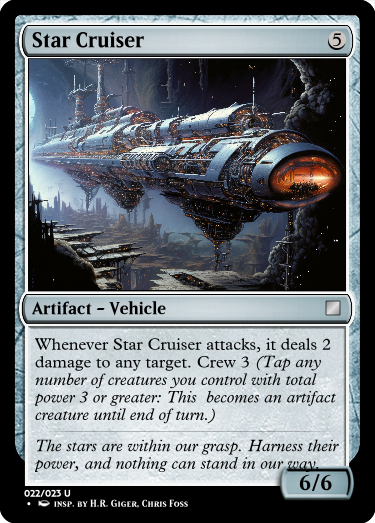 Star Cruiser 5
Artifact – Vehicle
Whenever Star Cruiser attacks, it deals 2
damage to any target. Crew 3 (Tap any
number of creatures you control with total
power 3 or greater: This  becomes an artifact
creature until end of turn.)
The stars are within our grasp. Harness their
power, and nothing can stand in our way.
6/6
022/023 U
• INSP. BY H.R. GIGER, CHRIS FOSS